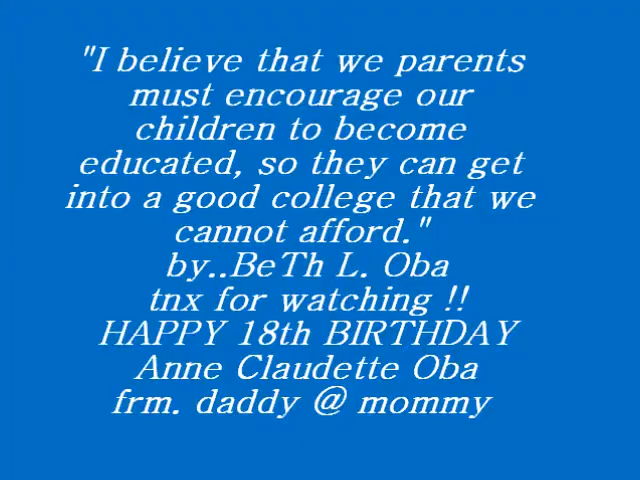 "I believe that we parents
must encourage our
children to become
educated, so they can get
into a good college that we
cannot afford."
by..BeTh L. Oba
tnx for watching !!
HAPPY 18th BIRTHDAY
Anne Claudette Oba
frm. daddy @ mommy